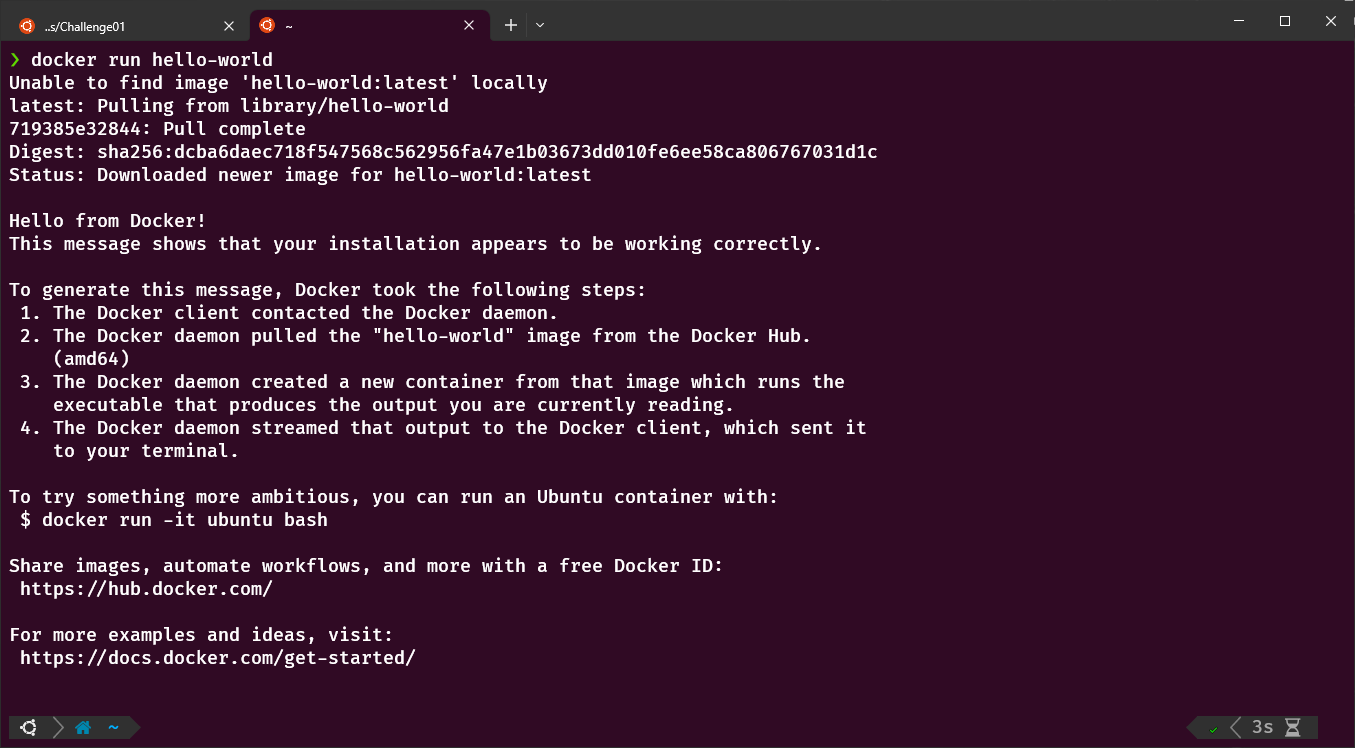 ..s/Challenge01
~
❯ docker run hello-world
Unable to find image 'hello-world:latest' locally
latest: Pulling from library/hello-world
719385e32844: Pull complete
Digest: sha256:dcba6daec718f547568c562956fa47e1b03673dd010fe6ee58ca806767031d1c
Status: Downloaded newer image for hello-world:latest

Hello from Docker!
This message shows that your installation appears to be working correctly.

To generate this message, Docker took the following steps:
 1. The Docker client contacted the Docker daemon.
 2. The Docker daemon pulled the "hello-world" image from the Docker Hub.
    (amd64)
 3. The Docker daemon created a new container from that image which runs the
    executable that produces the output you are currently reading.
 4. The Docker daemon streamed that output to the Docker client, which sent it
    to your terminal.

To try something more ambitious, you can run an Ubuntu container with:
 $ docker run -it ubuntu bash

Share images, automate workflows, and more with a free Docker ID:
 https://hub.docker.com/

For more examples and ideas, visit:
 https://docs.docker.com/get-started/

~
3s